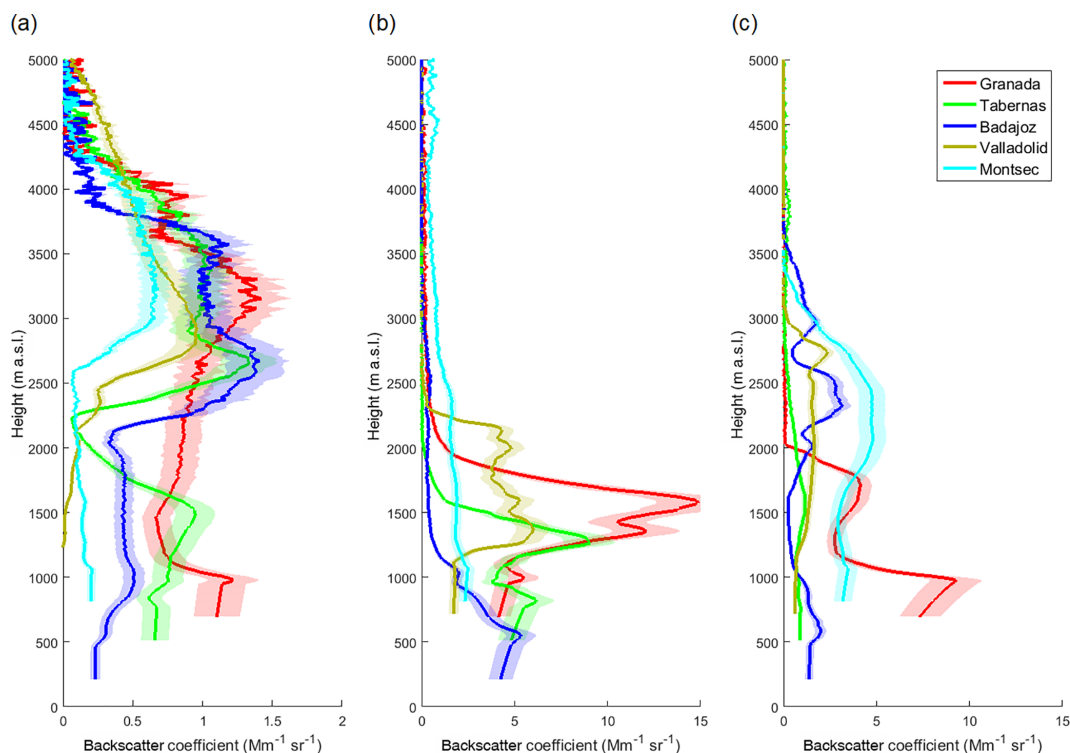 (a)
(b)
(c)
5000
4500
4000
3500
3000
2500
2000
1500
1000
500
0
Height (m a.s.l.)
0 0.5 1 1.5 2
Backscatter coefficient (Mm⁻¹ sr⁻¹)
5000
4500
4000
3500
3000
2500
2000
1500
1000
500
0
Height (m a.s.l.)
0 5 10 15
Backscatter coefficient (Mm⁻¹ sr⁻¹)
5000
4500
4000
3500
3000
2500
2000
1500
1000
500
0
Height (m a.s.l.)
0 5 10 15
Backscatter coefficient (Mm⁻¹ sr⁻¹)
Granada
Tabernas
Badajoz
Valladolid
Montsec